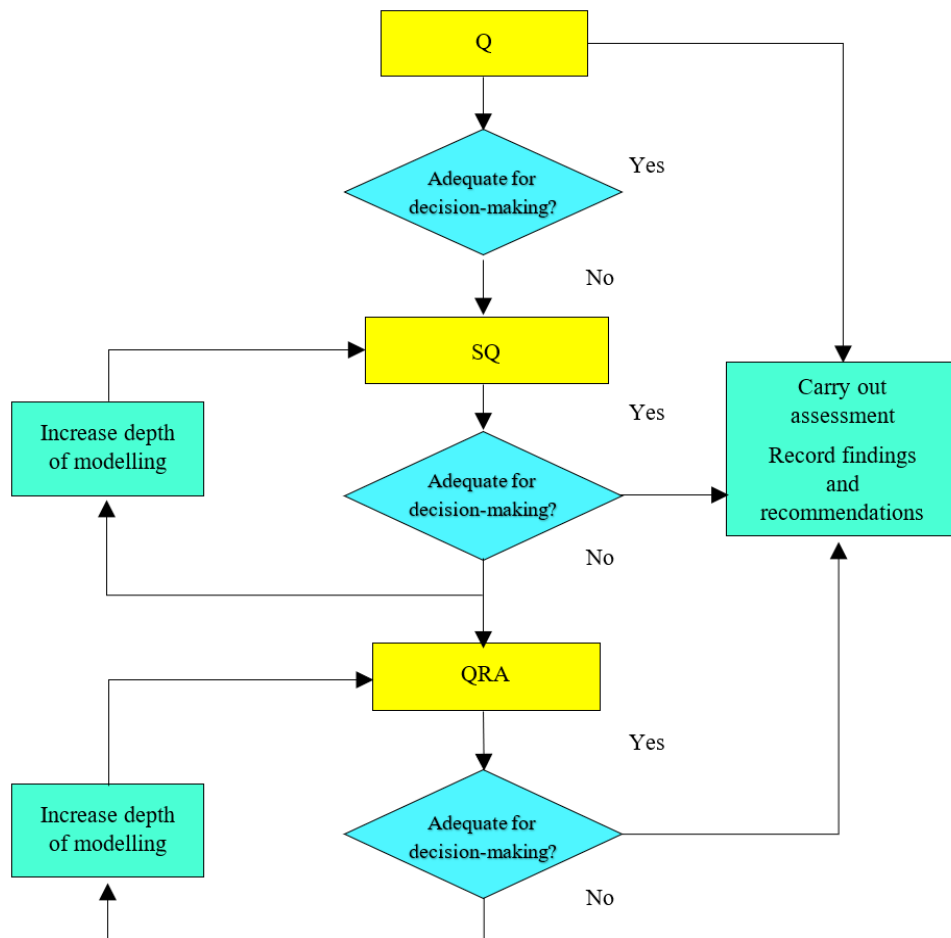 Q
Yes
Adequate for
decision-making?
No
SQ
Yes
Increase depth
of modelling
Adequate for
decision-making?
Carry out
assessment
Record findings
and
recommendations
No
QRA
Yes
Increase depth
of modelling
Adequate for
decision-making?
No